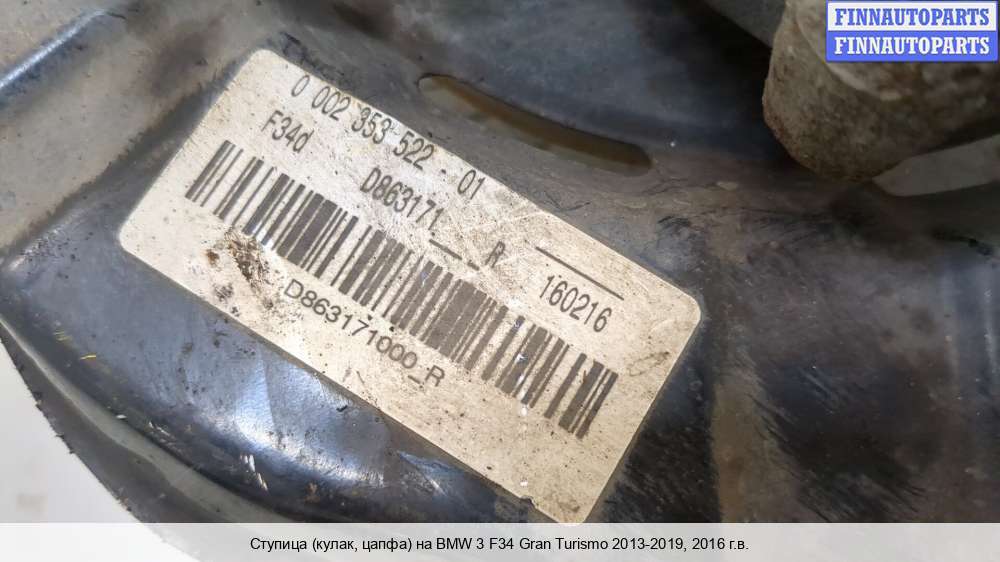 FINNAUTOPARTS
FINNAUTOPARTS
0 002 353 522 - 01
F34d D863171__R 160216
D863171000_R
Ступица (кулак, цапфа) на BMW 3 F34 Gran Turismo 2013-2019, 2016 г.в.